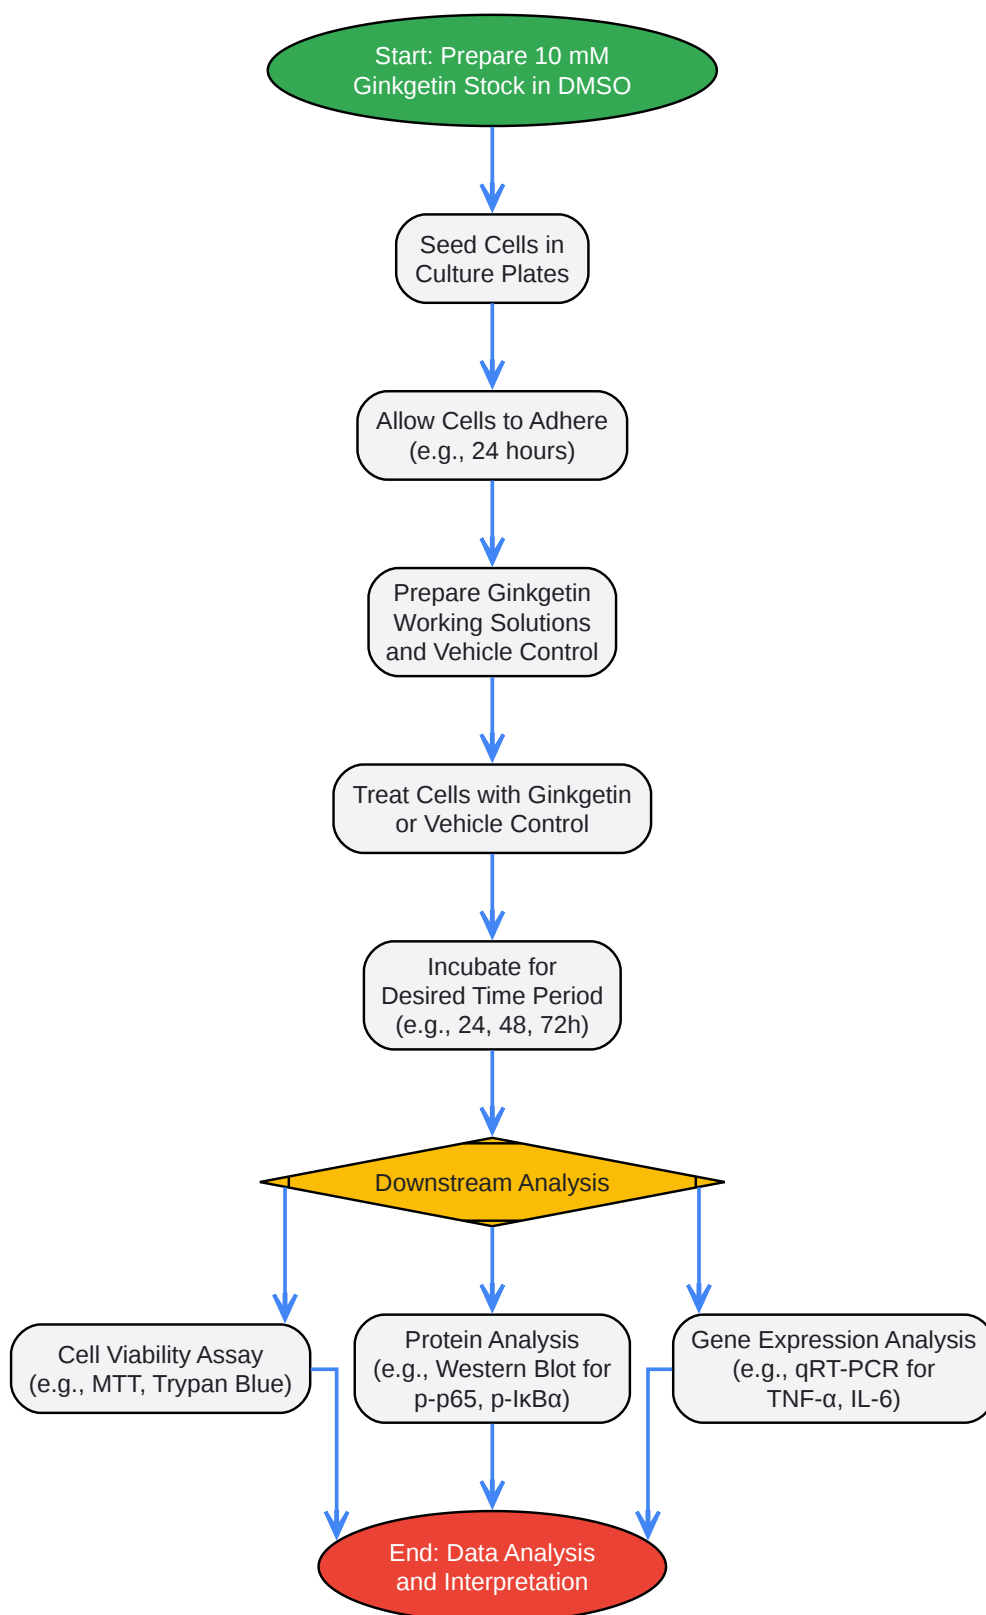 Start: Prepare 10 mM
Ginkgetin Stock in DMSO
Seed Cells in
Culture Plates
Allow Cells to Adhere
(e.g., 24 hours)
Prepare Ginkgetin
Working Solutions
and Vehicle Control
Treat Cells with Ginkgetin
or Vehicle Control
Incubate for
Desired Time Period
(e.g., 24, 48, 72h)
Downstream Analysis
Cell Viability Assay
(e.g., MTT, Trypan Blue)
Protein Analysis
(e.g., Western Blot for
p-p65, p-IκBα)
Gene Expression Analysis
(e.g., qRT-PCR for
TNF-α, IL-6)
End: Data Analysis
and Interpretation